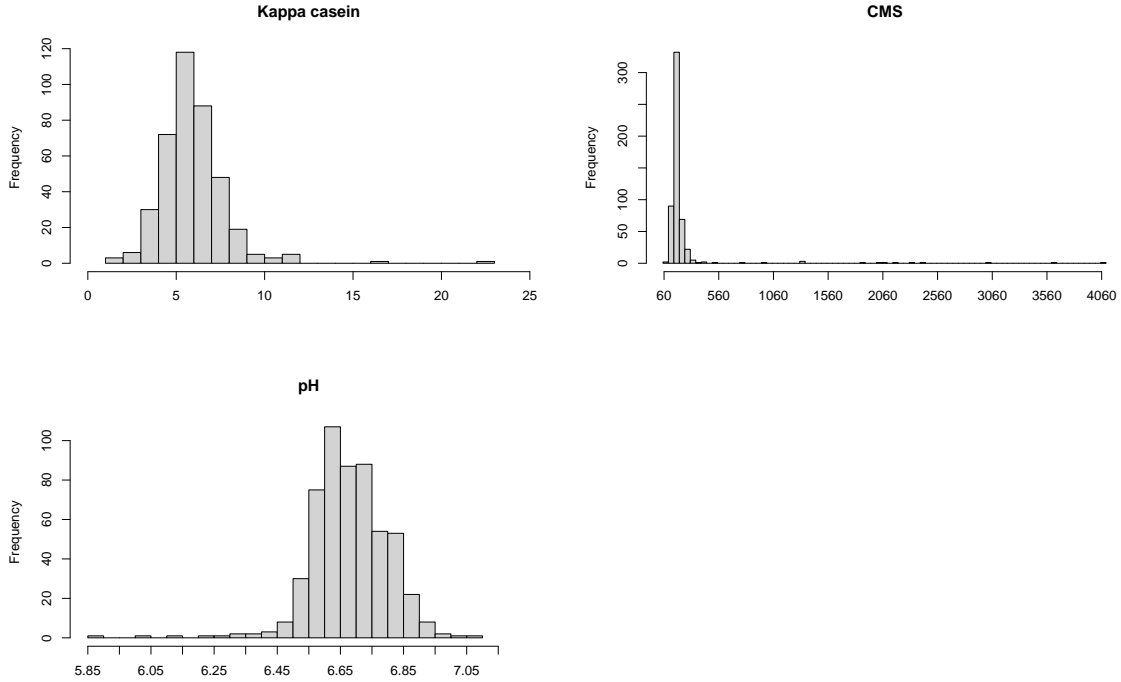 Kappa casein
Frequency
0 20 40 60 80 100 120
0 5 10 15 20 25
CMS
Frequency
0 50 100 200 300
60 560 1060 1560 2060 2560 3060 3560 4060
pH
Frequency
0 20 40 60 80 100
5.85 6.05 6.25 6.45 6.65 6.85 7.05